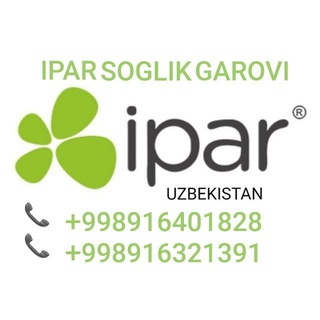 IPAR SOGLIK GAROVI
ipar®
UZBEKISTAN
+998916401828
+998916321391